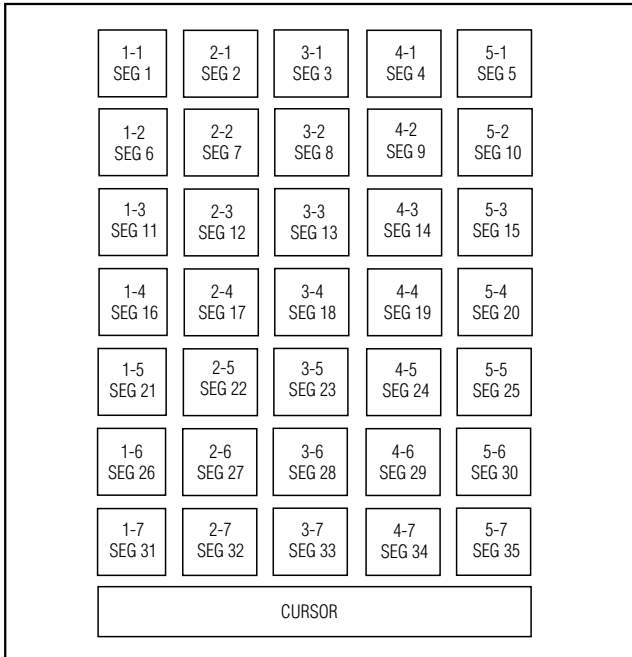 1-1 2-1 3-1 4-1 5-1
SEG 1 SEG 2 SEG 3 SEG 4 SEG 5
1-2 2-2 3-2 4-2 5-2
SEG 6 SEG 7 SEG 8 SEG 9 SEG 10
1-3 2-3 3-3 4-3 5-3
SEG 11 SEG 12 SEG 13 SEG 14 SEG 15
1-4 2-4 3-4 4-4 5-4
SEG 16 SEG 17 SEG 18 SEG 19 SEG 20
1-5 2-5 3-5 4-5 5-5
SEG 21 SEG 22 SEG 23 SEG 24 SEG 25
1-6 2-6 3-6 4-6 5-6
SEG 26 SEG 27 SEG 28 SEG 29 SEG 30
1-7 2-7 3-7 4-7 5-7
SEG 31 SEG 32 SEG 33 SEG 34 SEG 35
CURSOR